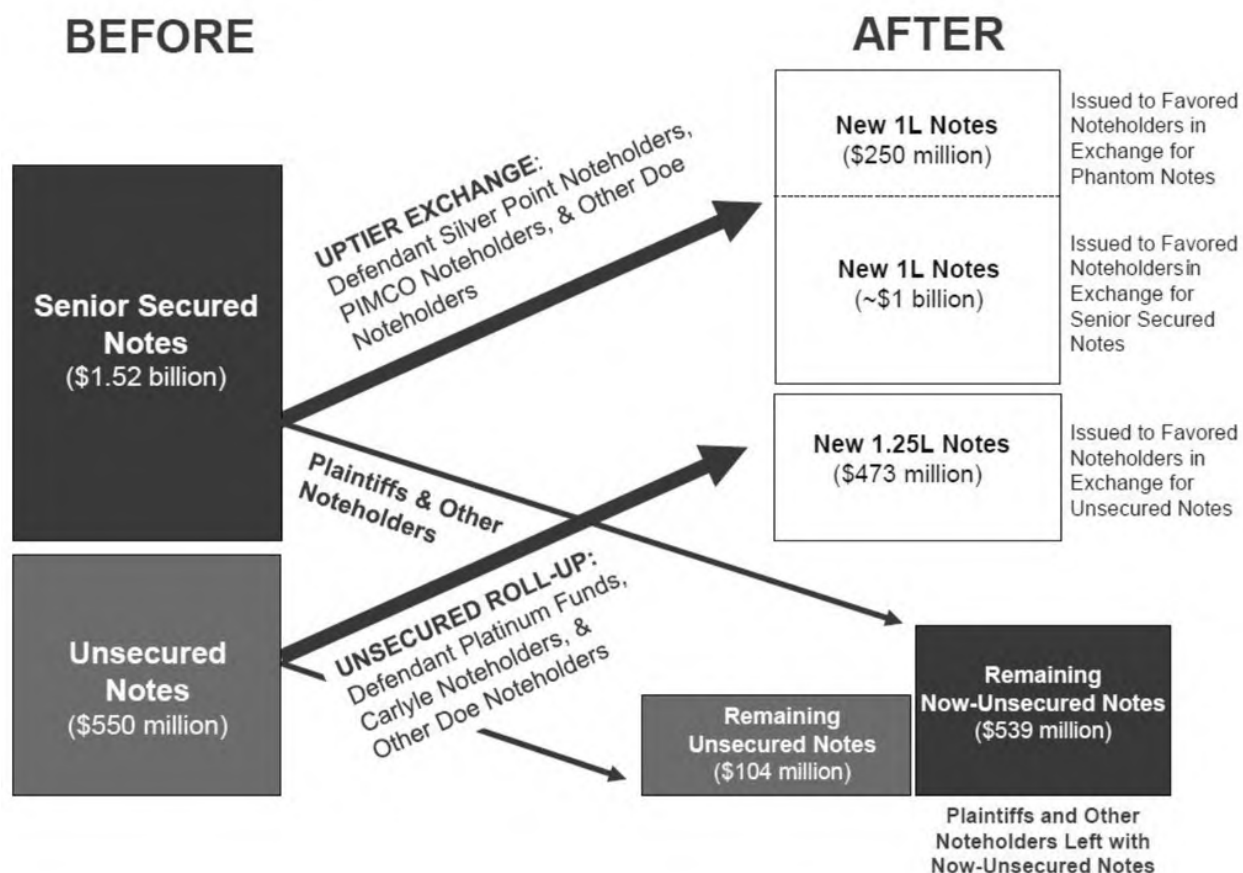 BEFORE
AFTER
Senior Secured
Notes
($1.52 billion)
Unsecured
Notes
($550 million)
UPTIER EXCHANGE:
Defendant Silver Point Noteholders,
PIMCO Noteholders, & Other Doe
Noteholders
Plaintiffs & Other
Noteholders
UNSECURED ROLL-UP:
Defendant Platinum Funds,
Carlyle Noteholders, &
Other Doe Noteholders
New 1L Notes
($250 million)
Issued to Favored
Noteholders in
Exchange for
Phantom Notes
New 1L Notes
(~$1 billion)
Issued to Favored
Noteholders in
Exchange for
Senior Secured
Notes
New 1.25L Notes
($473 million)
Issued to Favored
Noteholders in
Exchange for
Unsecured Notes
Remaining
Unsecured Notes
($104 million)
Remaining
Now-Unsecured Notes
($539 million)
Plaintiffs and Other
Noteholders Left with
Now-Unsecured Notes